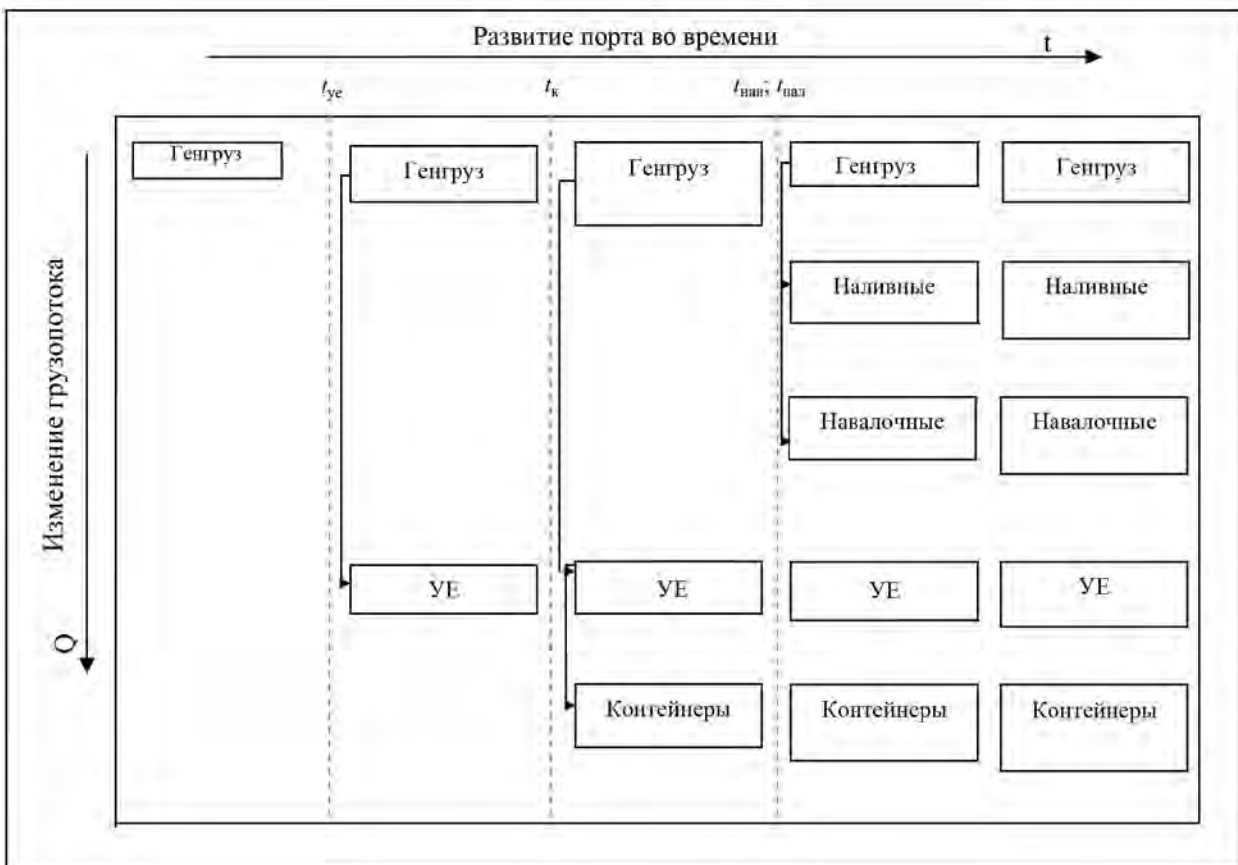 Развитие порта во времени
t
tуе
tк
tнав; tнал
Изменение грузопотока
Q
Генгруз
Генгруз
Генгруз
Генгруз
Генгруз
Наливные
Наливные
Навалочные
Навалочные
УЕ
УЕ
УЕ
УЕ
Контейнеры
Контейнеры
Контейнеры